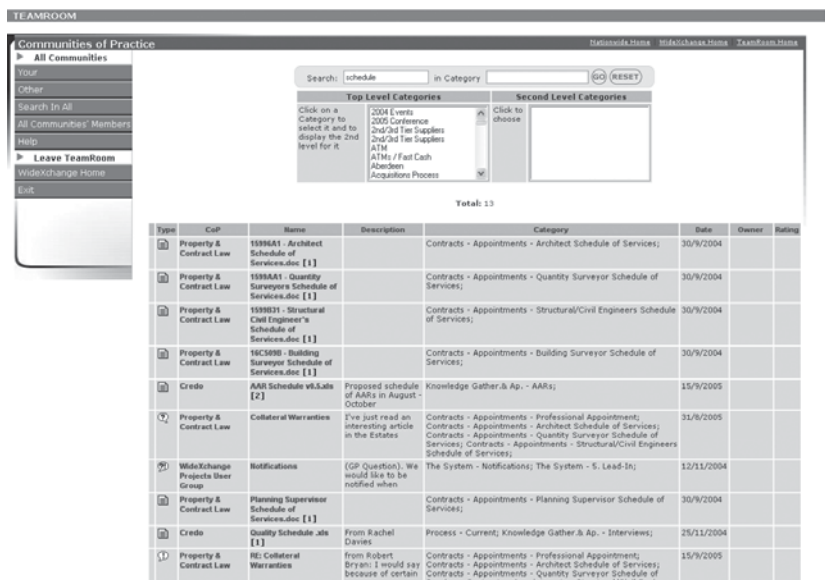 TEAMROOM
Communities of Practice
Nationwide Home WideXchange Home TeamRoom Home
All Communities
Your
Other
Search In All
All Communities' Members
Help
Leave TeamRoom
WideXchange Home
Exit
Search: schedule in Category GO RESET
Top Level Categories Second Level Categories
Click on a
Category to
select it and to
display the 2nd
level for it
2004 Events
2005 Conference
2nd/3rd Tier Suppliers
2nd/3rd Tier Suppliers
ATM
ATMs / Fast Cash
Aberdeen
Acquisitions Process
Click to
choose
Total: 13
Type CoP Name Description Category Date Owner Rating
Property & 15996A1 - Architect Contracts - Appointments - Architect Schedule of Services; 30/9/2004
Contract Law Schedule of
Services.doc [1]
Property & 1599AA1 - Quantity Contracts - Appointments - Quantity Surveyor Schedule of 30/9/2004
Contract Law Surveyors Schedule of Services;
Services.doc [1]
Property & 1599B31 - Structural Contracts - Appointments - Structural/Civil Engineers Schedule 30/9/2004
Contract Law Civil Engineer's of Services;
Schedule of
Services.doc [1]
Property & 16C509B - Building Contracts - Appointments - Building Surveyor Schedule of 30/9/2004
Contract Law Surveyor Schedule of Services;
Services.doc [1]
Credo AAR Schedule v0.5.xls Proposed schedule Knowledge Gather.& Ap. - AARs; 15/9/2005
[2] of AARs in August -
October
Property & Collateral Warranties I've just read an Contracts - Appointments - Professional Appointment; 31/8/2005
Contract Law interesting article Contracts - Appointments - Architect Schedule of Services;
in the Estates Contracts - Appointments - Quantity Surveyor Schedule of
Services; Contracts - Appointments - Structural/Civil Engineers
Schedule of Services;
WideXchange Notifications (GP Question). We The System - Notifications; The System - 5. Lead-In; 12/11/2004
Projects User would like to be
Group notified when
Property & Planning Supervisor Contracts - Appointments - Planning Supervisor Schedule of 30/9/2004
Contract Law Schedule of Services;
Services.doc [1]
Credo Quality Schedule .xls From Rachel Process - Current; Knowledge Gather.& Ap. - Interviews; 25/11/2004
[1] Davies
Property & RE: Collateral from Robert Contracts - Appointments - Professional Appointment; 15/9/2005
Contract Law Warranties Bryan: I would say Contracts - Appointments - Architect Schedule of Services;
because of certain Contracts - Appointments - Quantity Surveyor Schedule of